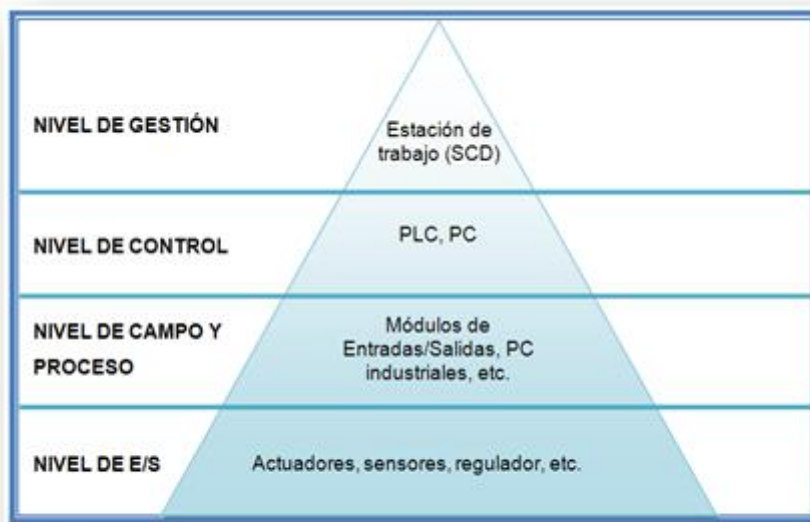 NIVEL DE GESTIÓN
Estación de
trabajo (SCD)
NIVEL DE CONTROL
PLC, PC
NIVEL DE CAMPO Y
PROCESO
Módulos de
Entradas/Salidas, PC
industriales, etc.
NIVEL DE E/S
Actuadores, sensores, regulador, etc.